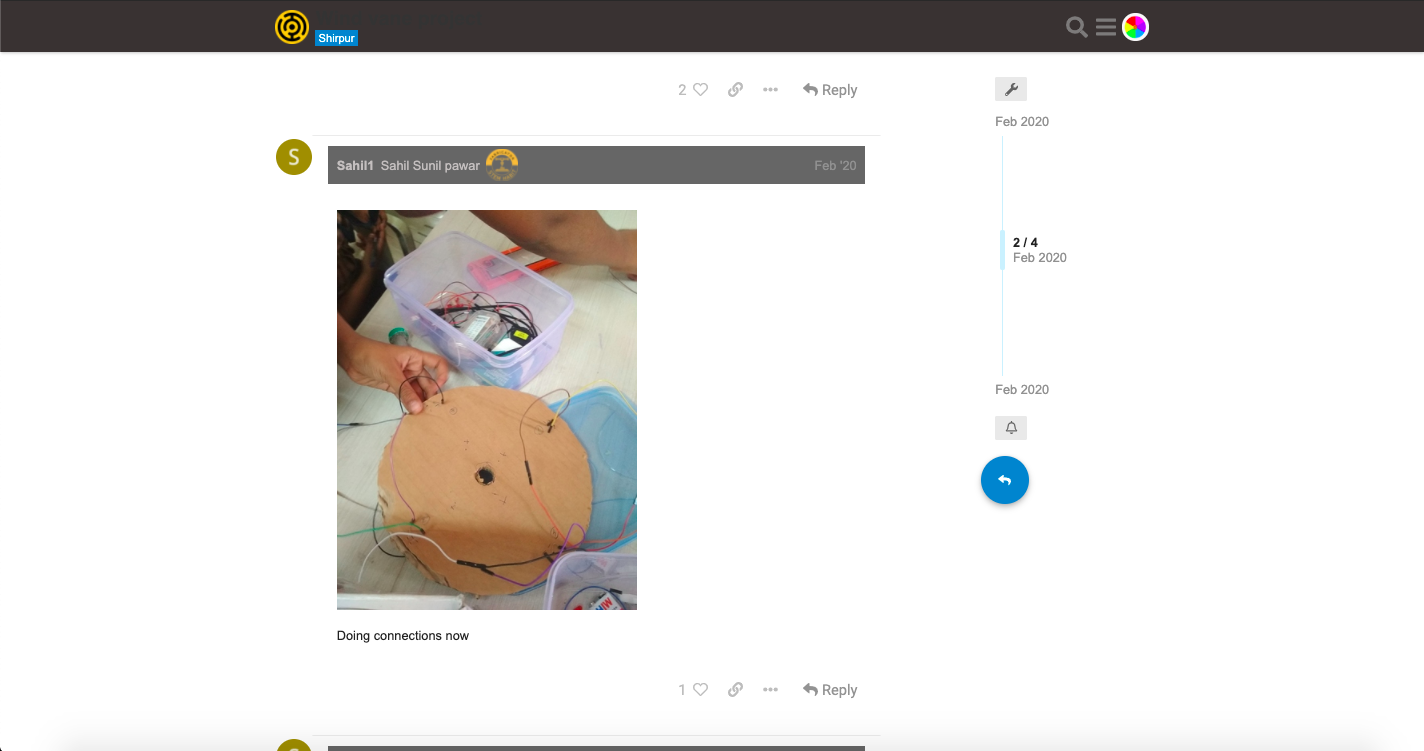 Shirpur
2 Reply
Feb 2020
S Sahil1 Sahil Sunil pawar Feb '20
2 / 4
Feb 2020
Feb 2020
Doing connections now
1 Reply